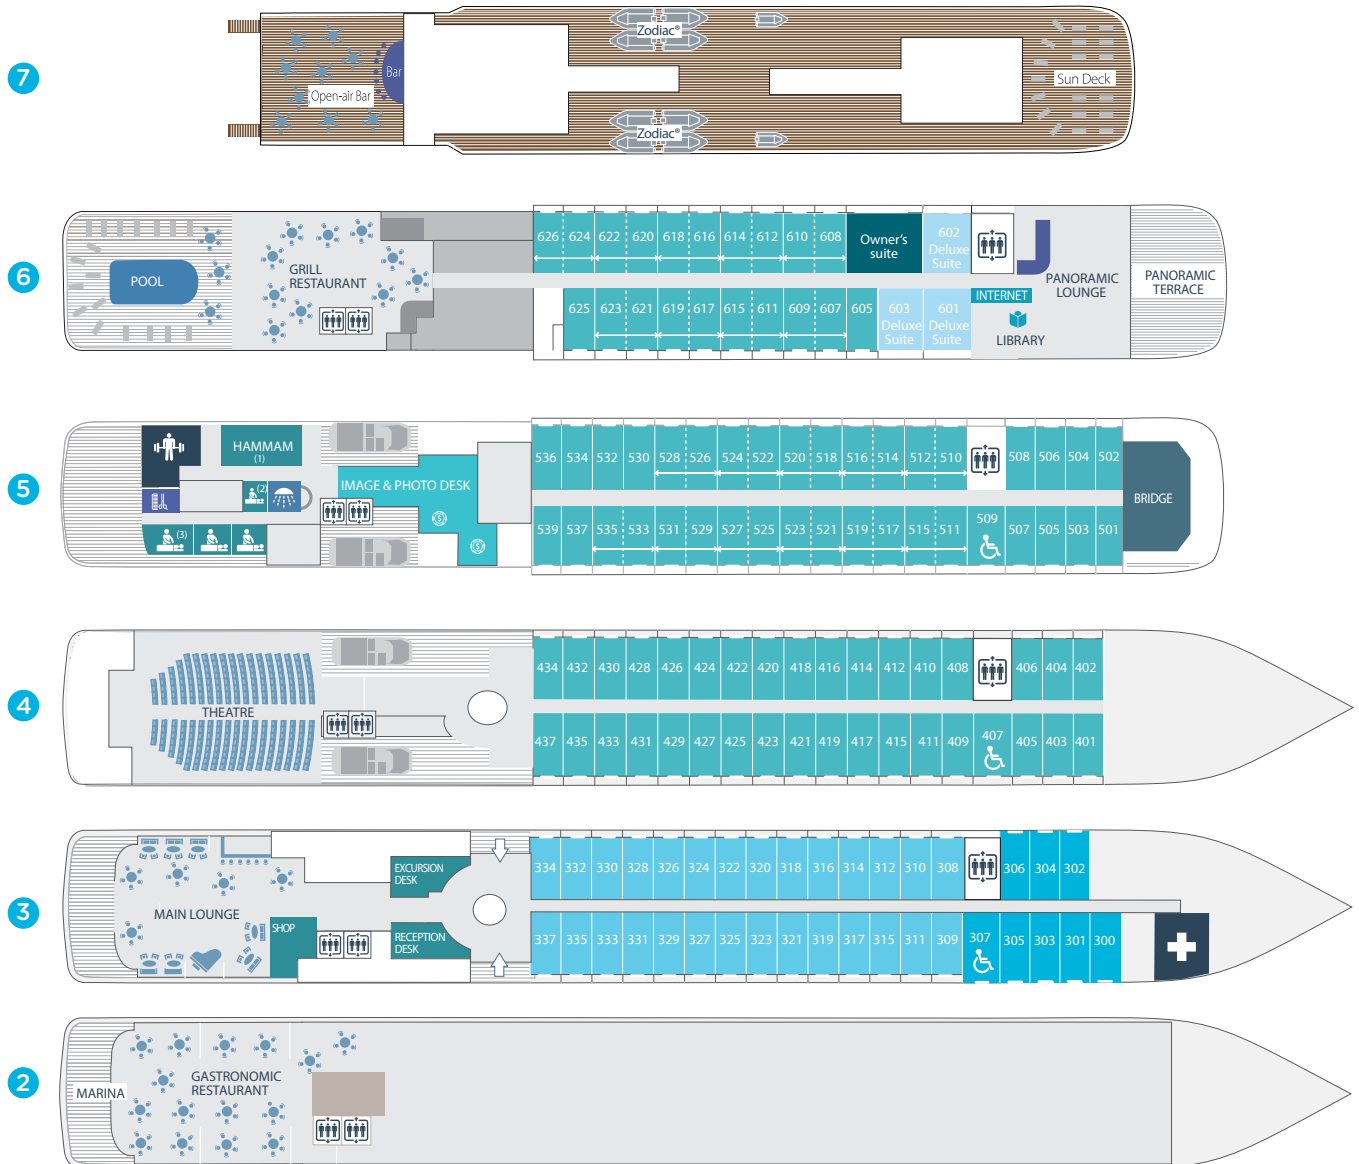 7
Zodiac®
Bar
Open-air Bar
Sun Deck
Zodiac®
6
626 624 622 620 618 616 614 612 610 608
Owner's
suite
602
Deluxe
Suite
GRILL
RESTAURANT
POOL
PANORAMIC
LOUNGE
PANORAMIC
TERRACE
INTERNET
625 623 621 619 617 615 611 609 607 605
603
Deluxe
Suite
601
Deluxe
Suite
LIBRARY
5
HAMMAM
(1)
536 534 532 530 528 526 524 522 520 518 516 514 512 510 508 506 504 502
(2)
IMAGE & PHOTO DESK
BRIDGE
(3)
539 537 535 533 531 529 527 525 523 521 519 517 515 511 509 507 505 503 501
4
434 432 430 428 426 424 422 420 418 416 414 412 410 408 406 404 402
THEATRE
437 435 433 431 429 427 425 423 421 419 417 415 411 409 407 405 403 401
3
EXCURSION
DESK
334 332 330 328 326 324 322 320 318 316 314 312 310 308 306 304 302
MAIN LOUNGE
SHOP
RECEPTION
DESK
337 335 333 331 329 327 325 323 321 319 317 315 311 309 307 305 303 301 300
2
GASTRONOMIC
RESTAURANT
MARINA